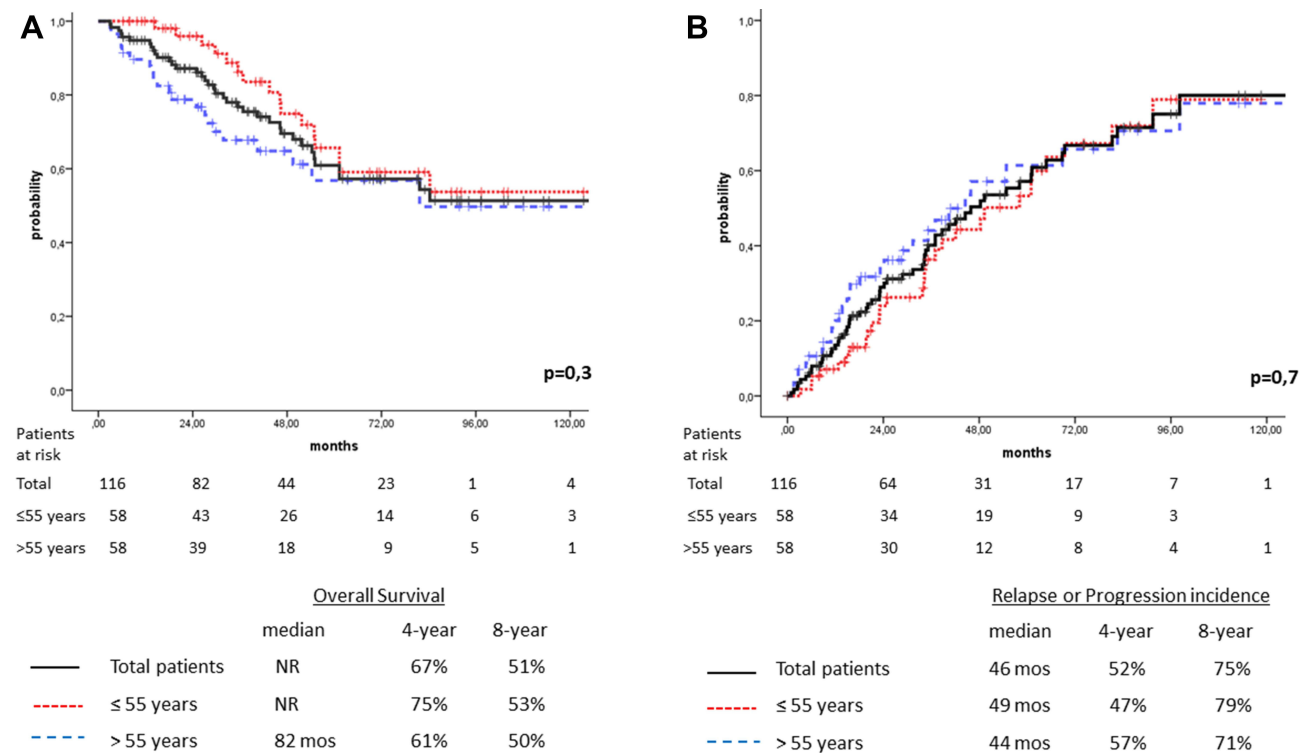 A
1,0
0,8
0,6
0,4
0,2
0,0
probability
p=0,3
,00 24,00 48,00 72,00 96,00 120,00
months
Patients
at risk
Total 116 82 44 23 1 4
≤55 years 58 43 26 14 6 3
>55 years 58 39 18 9 5 1
Overall Survival
median 4-year 8-year
Total patients NR 67% 51%
≤ 55 years NR 75% 53%
> 55 years 82 mos 61% 50%
B
1,0
0,8
0,6
0,4
0,2
0,0
probability
p=0,7
,00 24,00 48,00 72,00 96,00 120,00
months
Patients
at risk
Total 116 64 31 17 7 1
≤55 years 58 34 19 9 3
>55 years 58 30 12 8 4 1
Relapse or Progression incidence
median 4-year 8-year
Total patients 46 mos 52% 75%
≤ 55 years 49 mos 47% 79%
> 55 years 44 mos 57% 71%